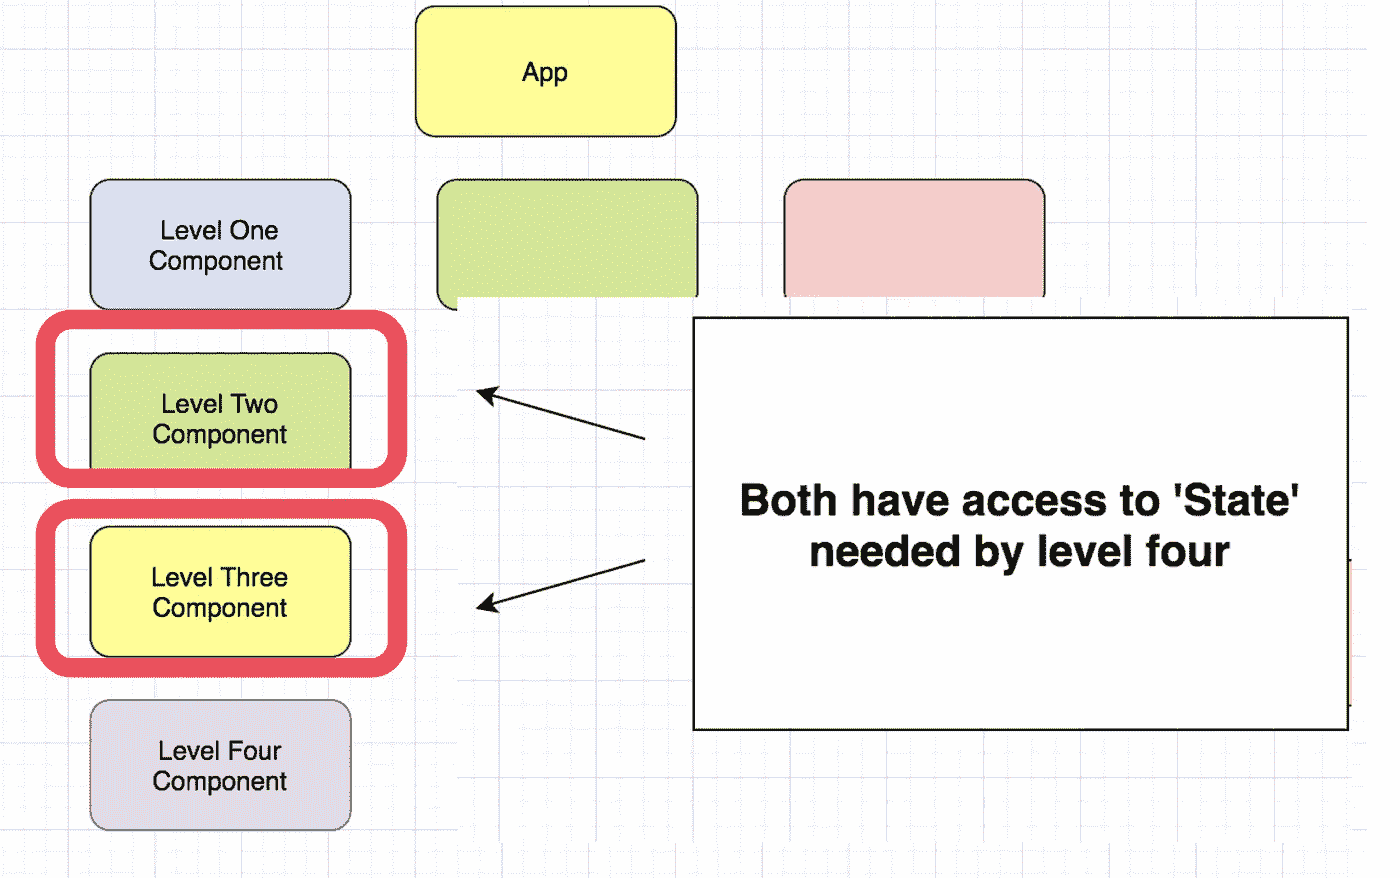 App
Level One
Component
Level Two
Component
Both have access to 'State'
needed by level four
Level Three
Component
Level Four
Component